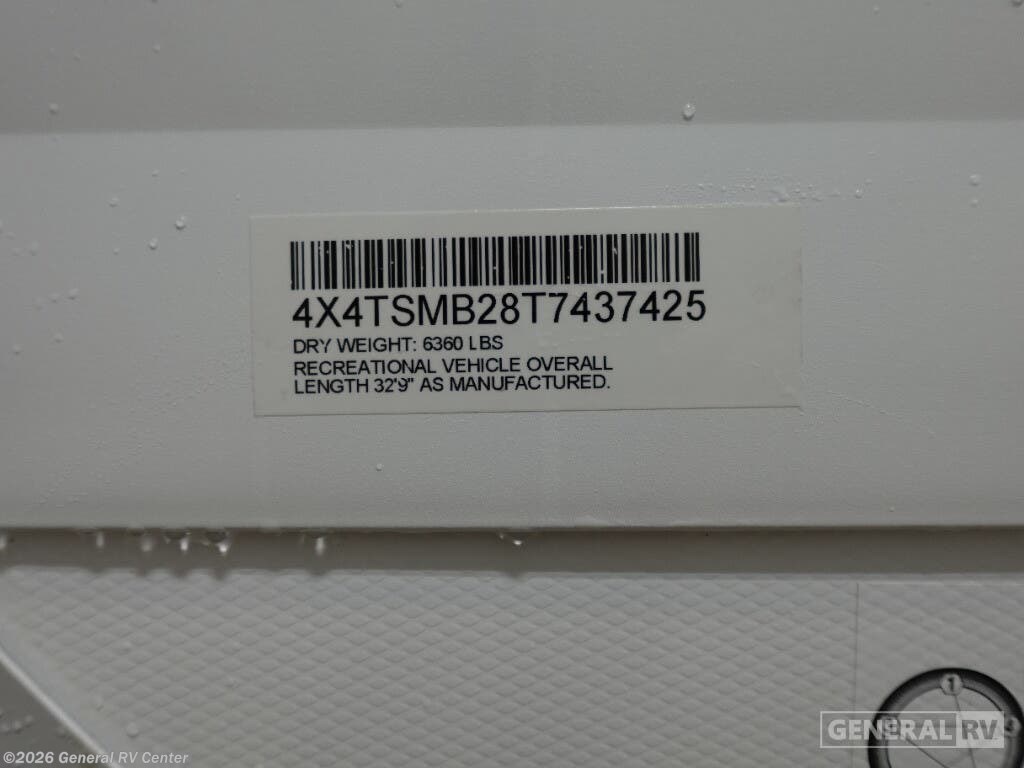 4X4TSMB28T7437425
DRY WEIGHT: 6360 LBS
RECREATIONAL VEHICLE OVERALL
LENGTH 32'9" AS MANUFACTURED.
1
GENERAL RV
©2026 General RV Center